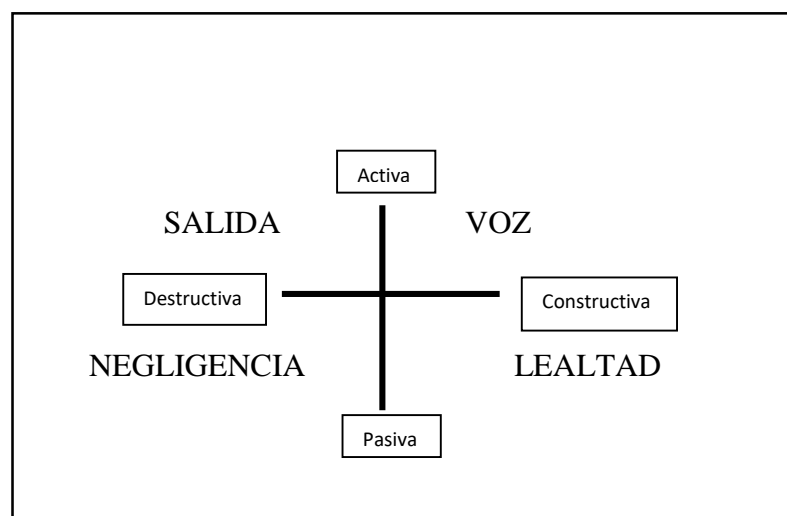 Activa
SALIDA VOZ
Destructiva Constructiva
NEGLIGENCIA LEALTAD
Pasiva